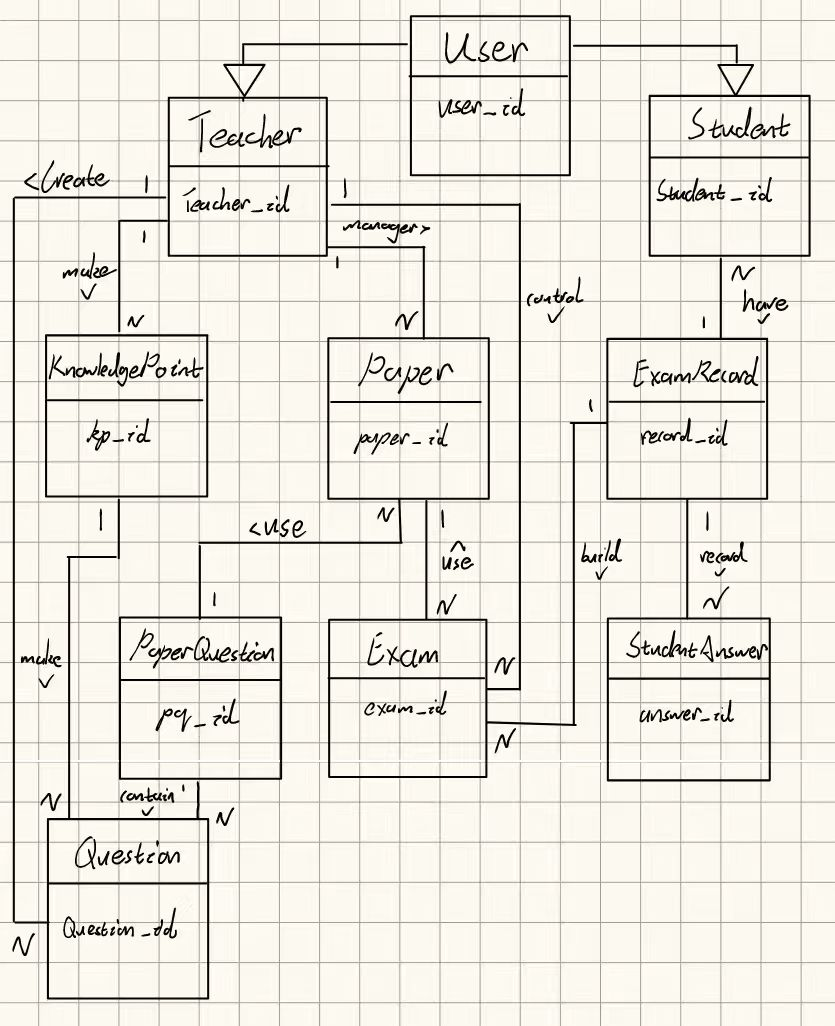 User
user_id
Teacher
Teacher_id
Student
Student_id
<Create
1
1
make
N
1
manager>
1
N
control
N
have
1
KnowledgePoint
kp_id
Paper
paper_id
ExamRecord
record_id
1
1
make
N
<use
N
1
1
use
N
build
N
N
1
record
N
PaperQuestion
pq_id
Exam
exam_id
StudentAnswer
answer_id
contain
1
N
Question
Question_id
N